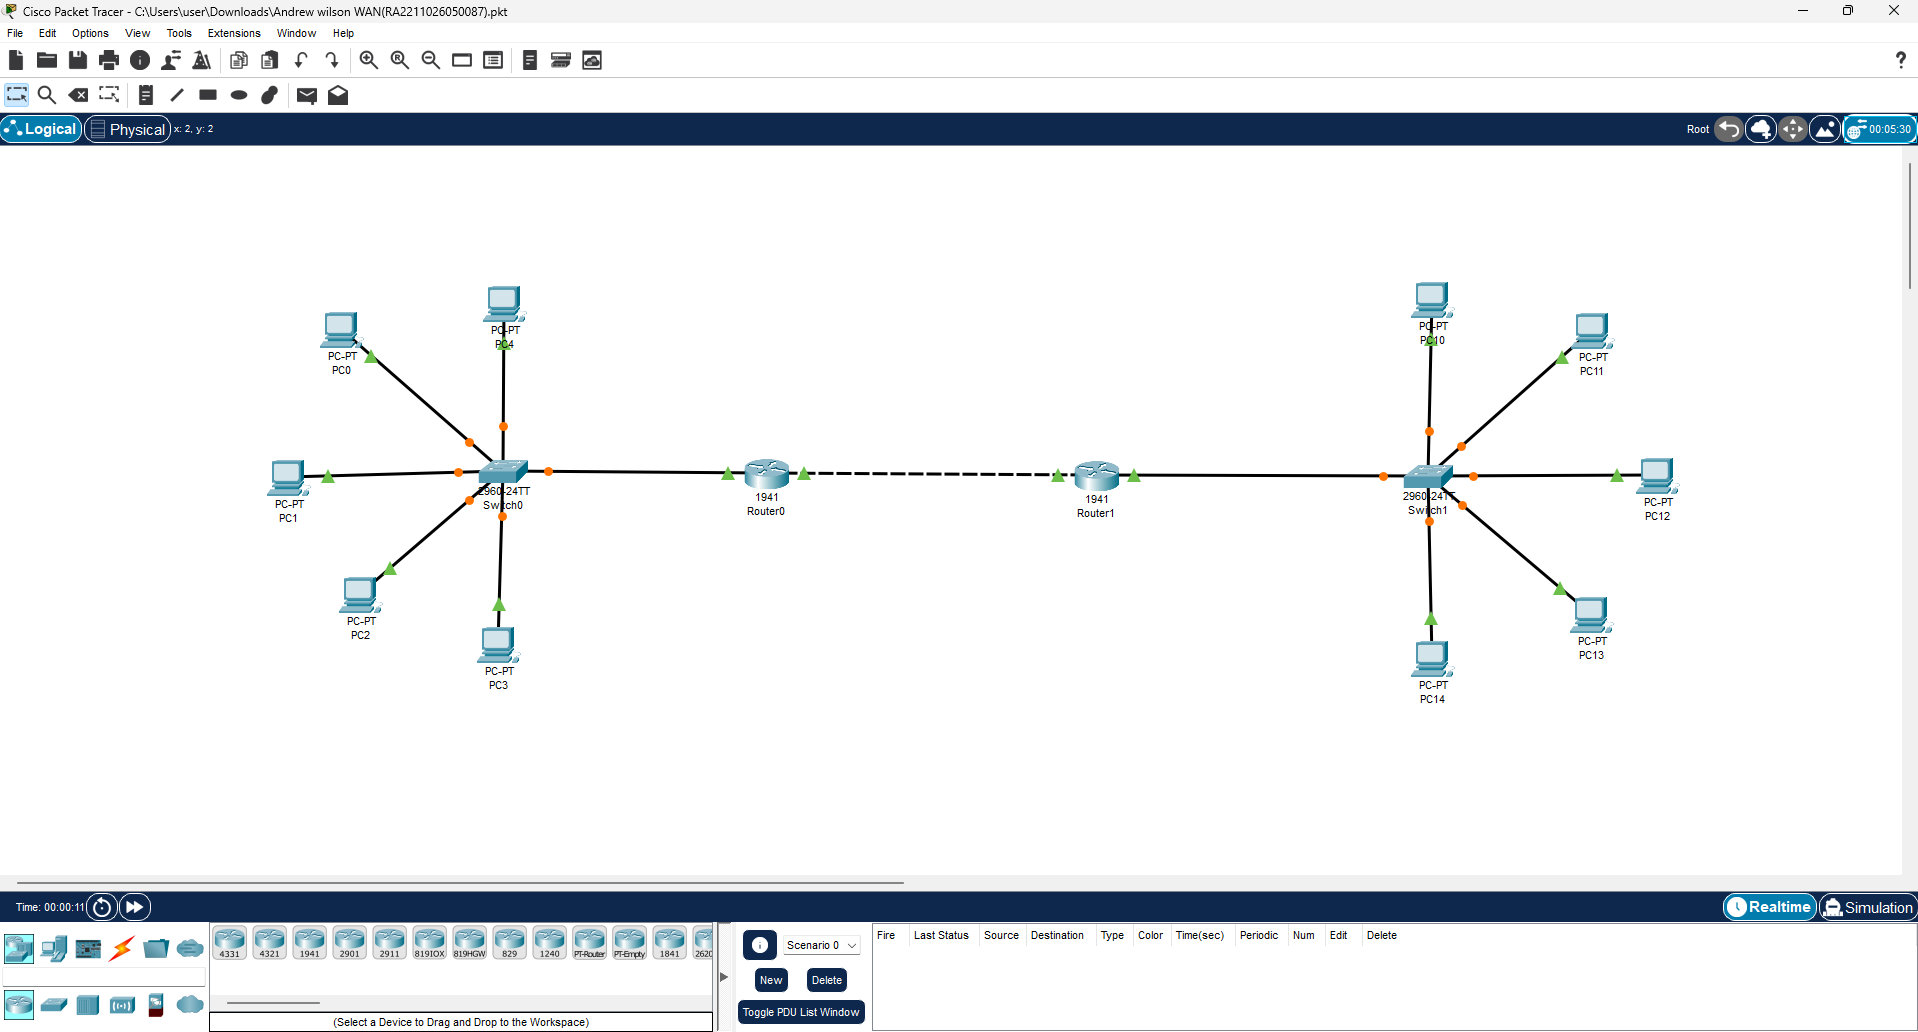 Cisco Packet Tracer - C:\Users\user\Downloads\Andrew wilson WAN(RA2211026050087).pkt
File Edit Options View Tools Extensions Window Help
?
Logical Physical x: 2, y: 2 Root 00:05:30
PC-PT
PC4
PC-PT
PC0
PC-PT
PC1
PC-PT
PC2
PC-PT
PC3
2960-24TT
Switch0
1941
Router0
1941
Router1
2960-24TT
Switch1
PC-PT
PC10
PC-PT
PC11
PC-PT
PC12
PC-PT
PC13
PC-PT
PC14
Time: 00:00:11 Realtime Simulation
4331 4321 1941 2901 2911 819IOX 819HGW 829 1240 PT-Router PT-Empty 1841 2620
(Select a Device to Drag and Drop to the Workspace)
Scenario 0
New Delete
Toggle PDU List Window
Fire Last Status Source Destination Type Color Time(sec) Periodic Num Edit Delete